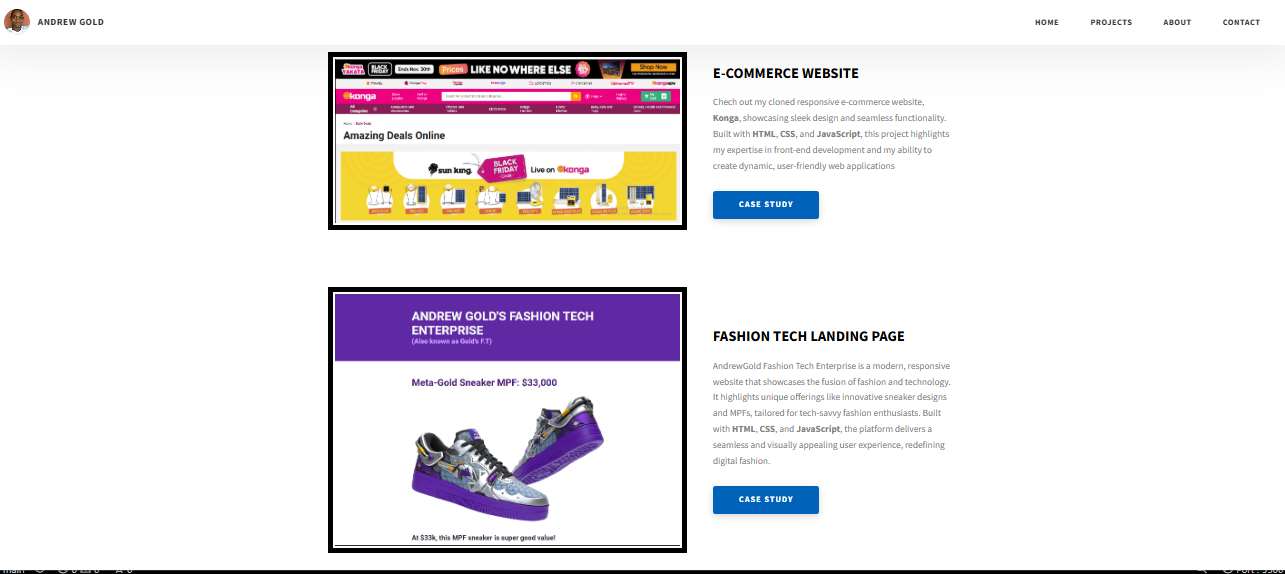 ANDREW GOLD
HOME PROJECTS ABOUT CONTACT
konga
YAKATA
BLACK FRIDAY
Ends Nov. 30th
Prices
LIKE NO WHERE ELSE
Shop Now
konga
All Categories
Amazing Deals Online
sun king.
BLACK FRIDAY
Live on konga
E-COMMERCE WEBSITE
Chech out my cloned responsive e-commerce website,
Konga, showcasing sleek design and seamless functionality.
Built with HTML, CSS, and JavaScript, this project highlights
my expertise in front-end development and my ability to
create dynamic, user-friendly web applications
CASE STUDY
ANDREW GOLD'S FASHION TECH
ENTERPRISE
(Also known as Gold's F.T)
Meta-Gold Sneaker MPF: $33,000
At $33k, this MPF sneaker is super good value!
FASHION TECH LANDING PAGE
AndrewGold Fashion Tech Enterprise is a modern, responsive
website that showcases the fusion of fashion and technology.
It highlights unique offerings like innovative sneaker designs
and MPFs, tailored for tech-savvy fashion enthusiasts. Built
with HTML, CSS, and JavaScript, the platform delivers a
seamless and visually appealing user experience, redefining
digital fashion.
CASE STUDY